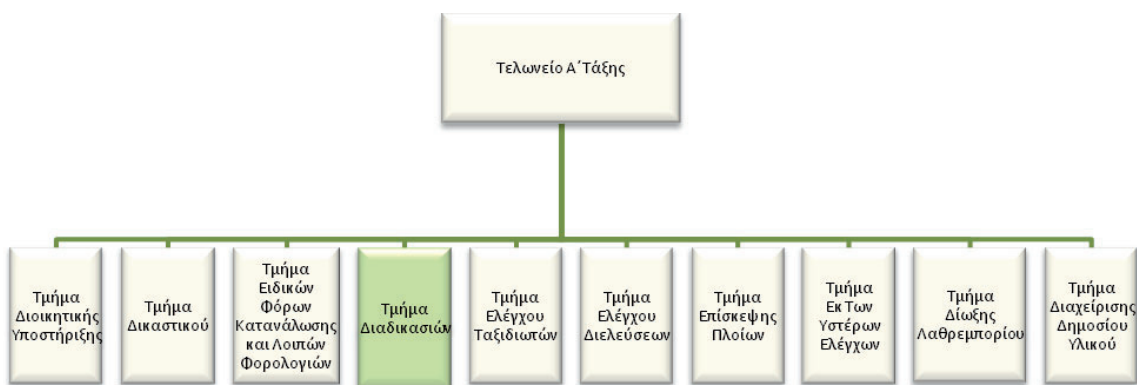 Τελωνείο Α΄Τάξης
Τμήμα
Διοικητικής
Υποστήριξης
Τμήμα
Δικαστικού
Τμήμα
Ειδικών
Φόρων
Κατανάλωσης
και Λοιπών
Φορολογιών
Τμήμα
Διαδικασιών
Τμήμα
Ελέγχου
Ταξιδιωτών
Τμήμα
Ελέγχου
Διελεύσεων
Τμήμα
Επίσκεψης
Πλοίων
Τμήμα
Εκ Των
Υστέρων
Ελέγχων
Τμήμα
Δίωξης
Λαθρεμπορίου
Τμήμα
Διαχείρισης
Δημοσίου
Υλικού